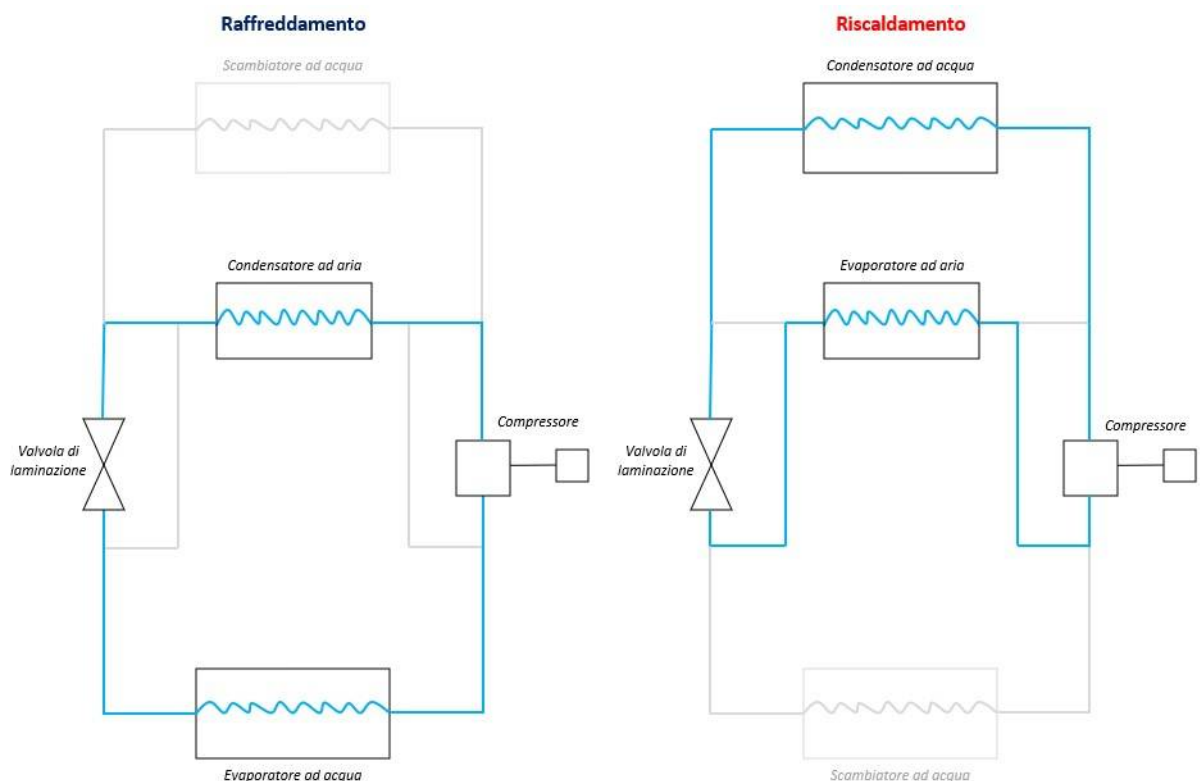 Raffreddamento
Scambiatore ad acqua
Condensatore ad aria
Compressore
Valvola di
laminazione
Evaporatore ad acqua
Riscaldamento
Condensatore ad acqua
Evaporatore ad aria
Compressore
Valvola di
laminazione
Scambiatore ad acqua